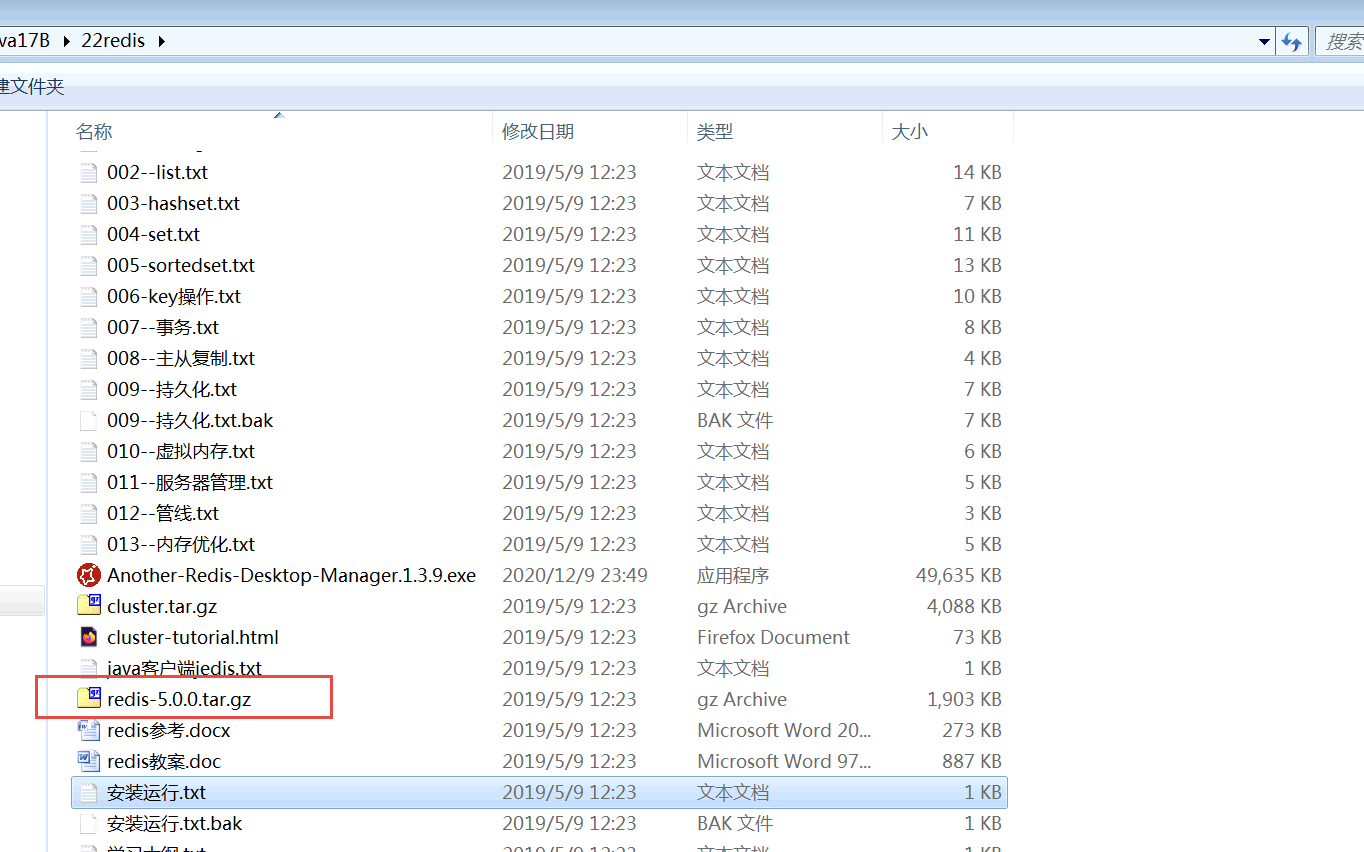 va17B ▸ 22redis ▸ 搜索
建文件夹
名称 修改日期 类型 大小
002--list.txt 2019/5/9 12:23 文本文档 14 KB
003-hashset.txt 2019/5/9 12:23 文本文档 7 KB
004-set.txt 2019/5/9 12:23 文本文档 11 KB
005-sortedset.txt 2019/5/9 12:23 文本文档 13 KB
006-key操作.txt 2019/5/9 12:23 文本文档 10 KB
007--事务.txt 2019/5/9 12:23 文本文档 8 KB
008--主从复制.txt 2019/5/9 12:23 文本文档 4 KB
009--持久化.txt 2019/5/9 12:23 文本文档 7 KB
009--持久化.txt.bak 2019/5/9 12:23 BAK 文件 7 KB
010--虚拟内存.txt 2019/5/9 12:23 文本文档 6 KB
011--服务器管理.txt 2019/5/9 12:23 文本文档 5 KB
012--管线.txt 2019/5/9 12:23 文本文档 3 KB
013--内存优化.txt 2019/5/9 12:23 文本文档 5 KB
Another-Redis-Desktop-Manager.1.3.9.exe 2020/12/9 23:49 应用程序 49,635 KB
cluster.tar.gz 2019/5/9 12:23 gz Archive 4,088 KB
cluster-tutorial.html 2019/5/9 12:23 Firefox Document 73 KB
java客户端jedis.txt 2019/5/9 12:23 文本文档 1 KB
redis-5.0.0.tar.gz 2019/5/9 12:23 gz Archive 1,903 KB
redis参考.docx 2019/5/9 12:23 Microsoft Word 20... 273 KB
redis教案.doc 2019/5/9 12:23 Microsoft Word 97... 887 KB
安装运行.txt 2019/5/9 12:23 文本文档 1 KB
安装运行.txt.bak 2019/5/9 12:23 BAK 文件 1 KB
学习大纲.txt 2019/5/9 12:23 文本文档 1 KB